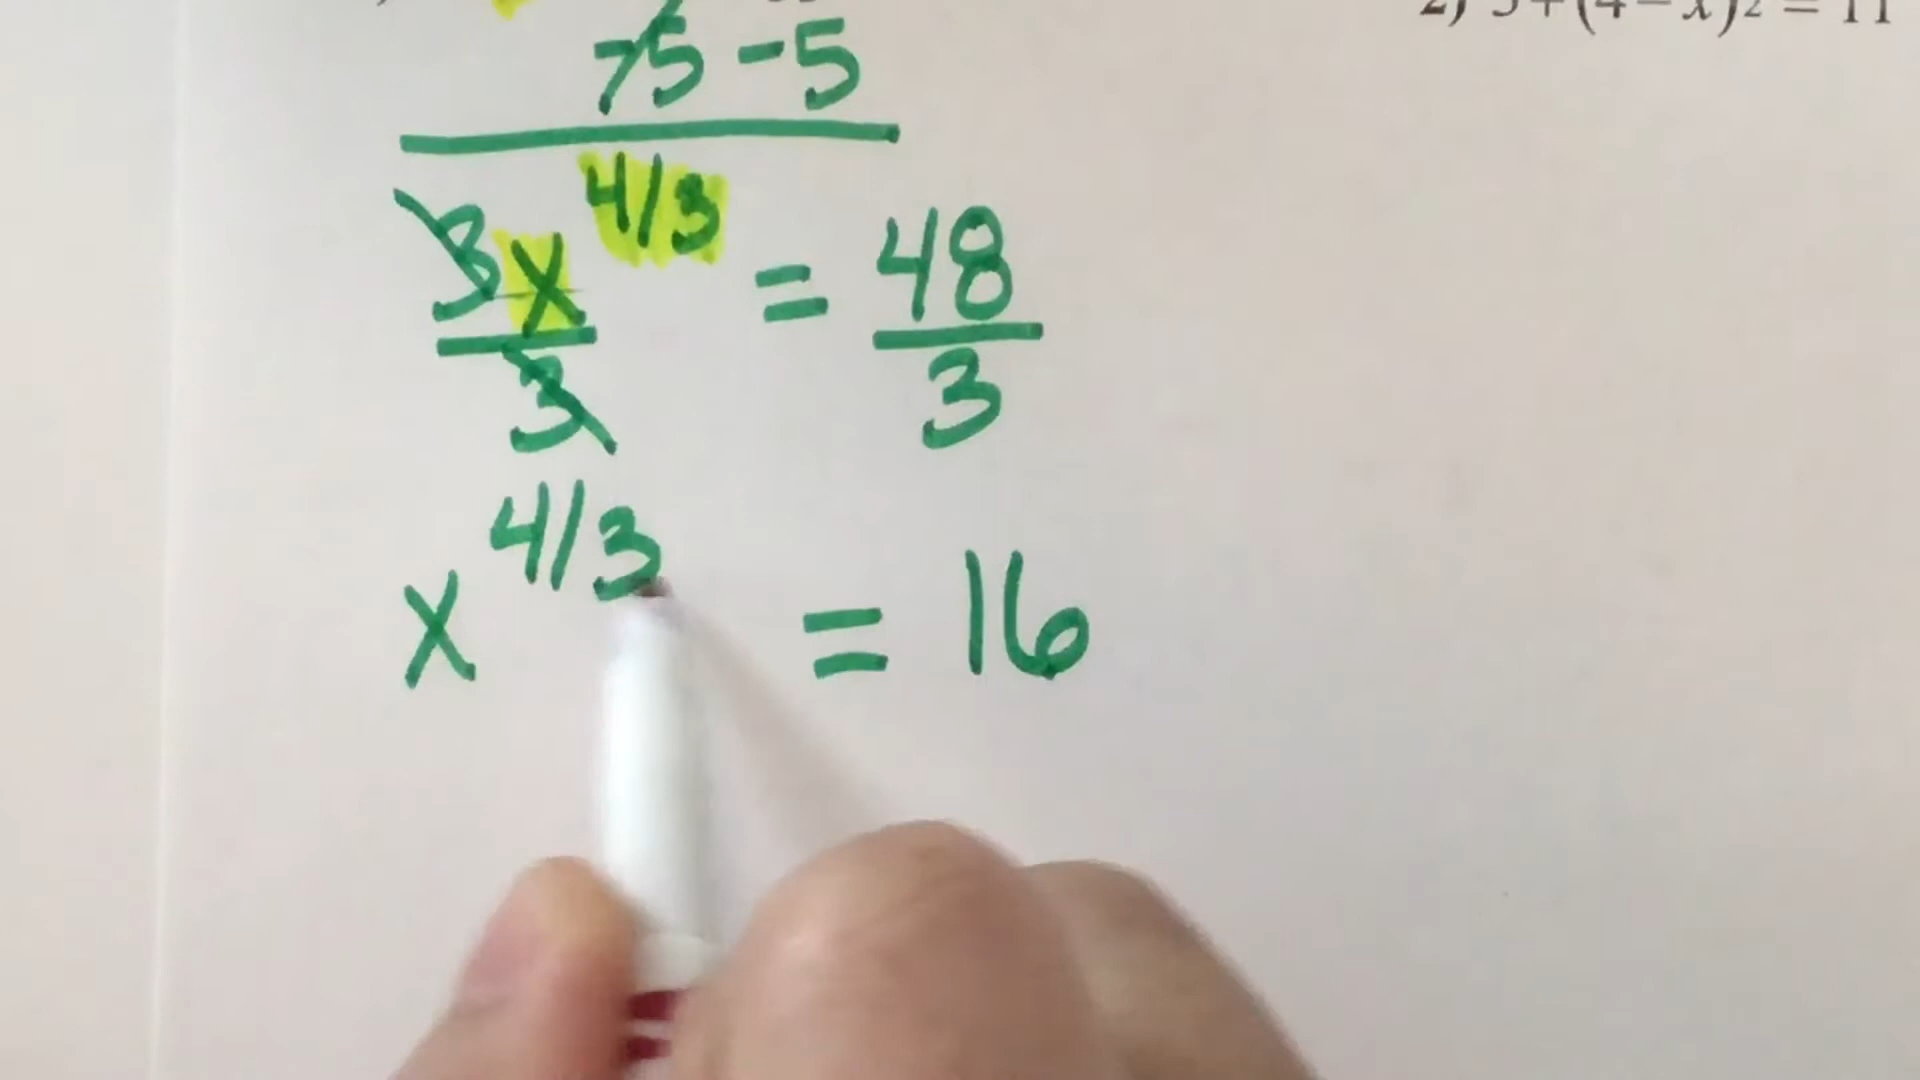 -5 -5
3x^4/3 = 48
3 3
x^4/3 = 16